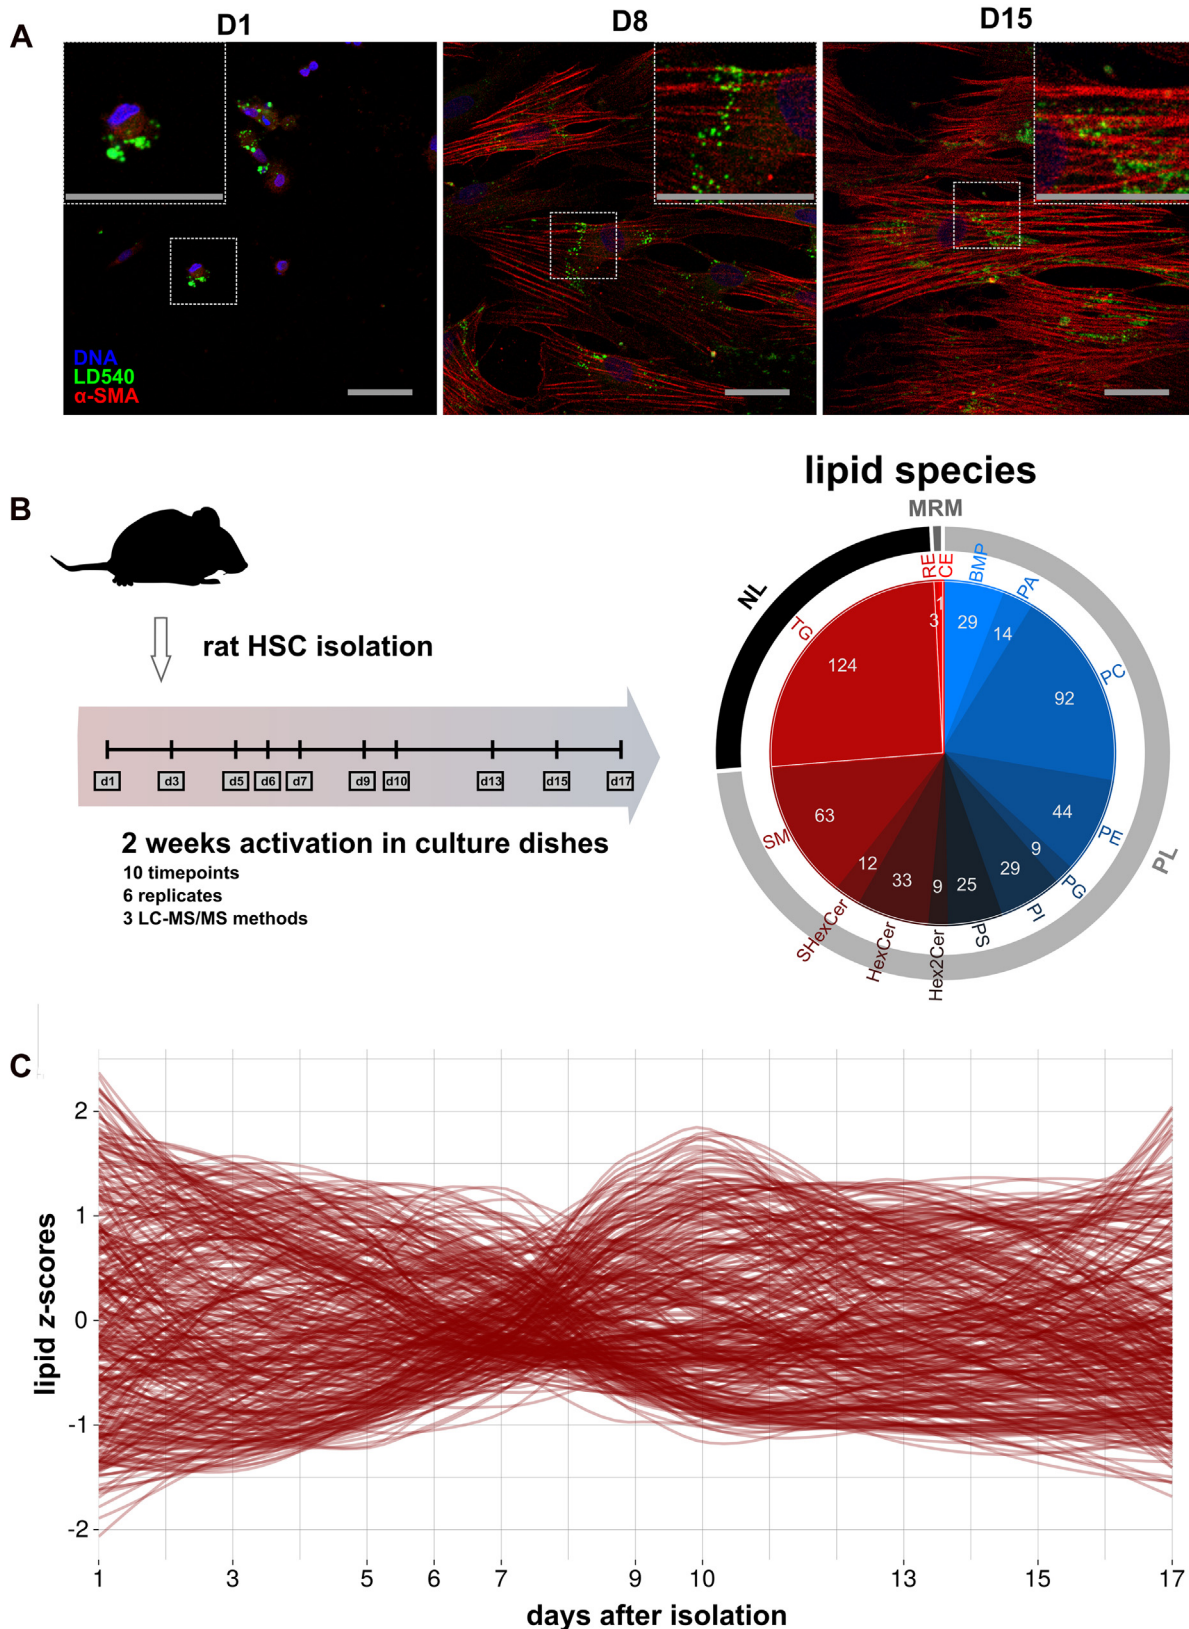 A
D1
D8
D15
DNA
LD540
α-SMA
B
rat HSC isolation
d1 d3 d5 d6 d7 d9 d10 d13 d15 d17
2 weeks activation in culture dishes
10 timepoints
6 replicates
3 LC-MS/MS methods
lipid species
MRM
NL
PL
RE
CE
BMP
PA
PC
PE
PG
PI
PS
Hex2Cer
HexCer
SHexCer
SM
TG
1
3
29
14
92
44
9
29
25
9
33
12
63
124
C
lipid z-scores
2
1
0
-1
-2
1 3 5 6 7 9 10 13 15 17
days after isolation